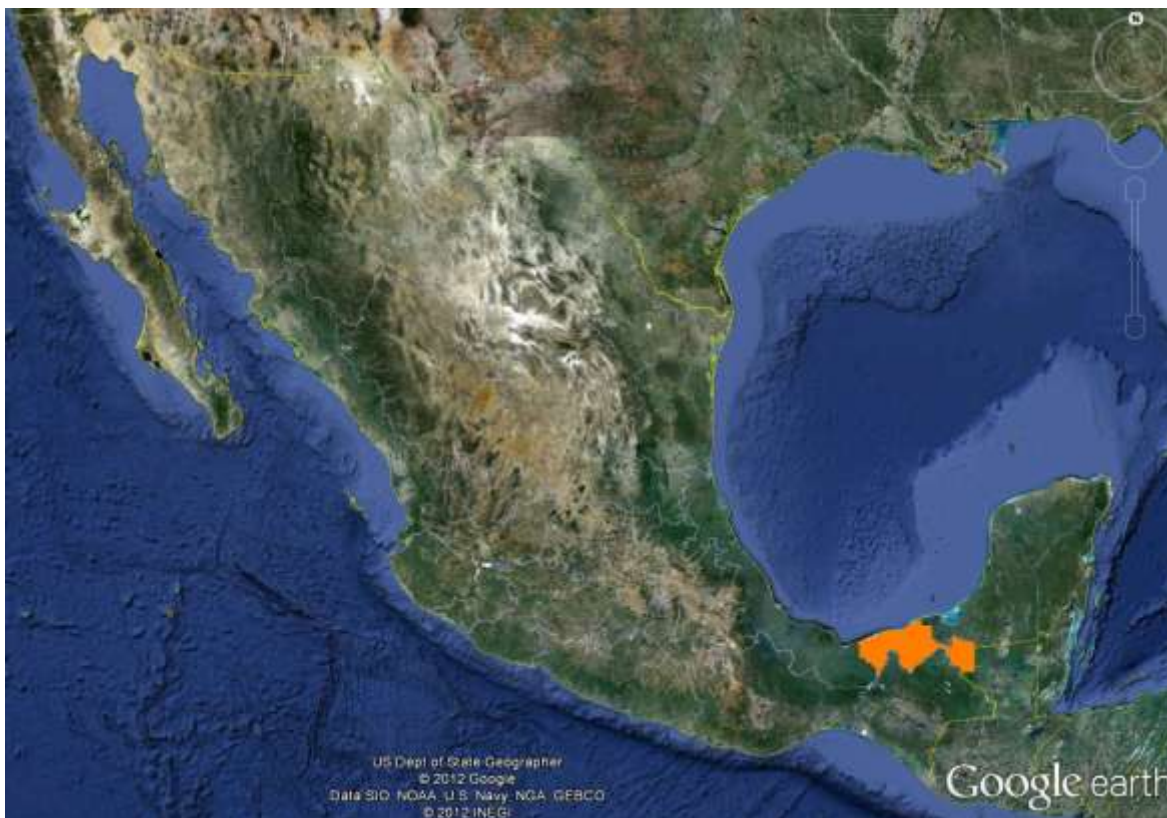 N
US Dept of State Geographer
© 2012 Google
Data SIO, NOAA, U.S. Navy, NGA, GEBCO
© 2012 INEGI
Google earth